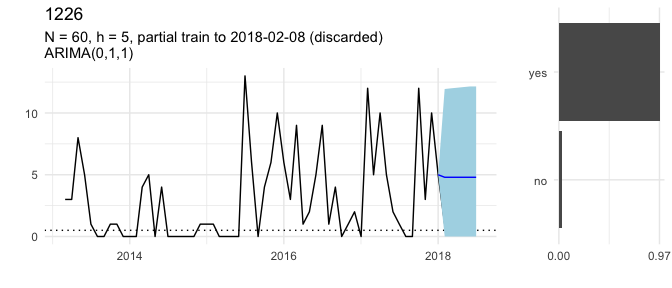 1226
N = 60, h = 5, partial train to 2018-02-08 (discarded)
ARIMA(0,1,1)
10
5
0
2014
2016
2018
yes
no
0.00
0.97